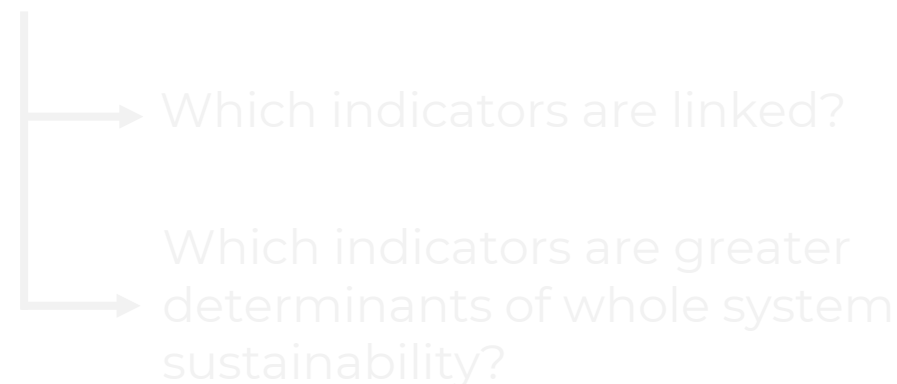 Which indicators are linked?
Which indicators are greater
determinants of whole system
sustainability?